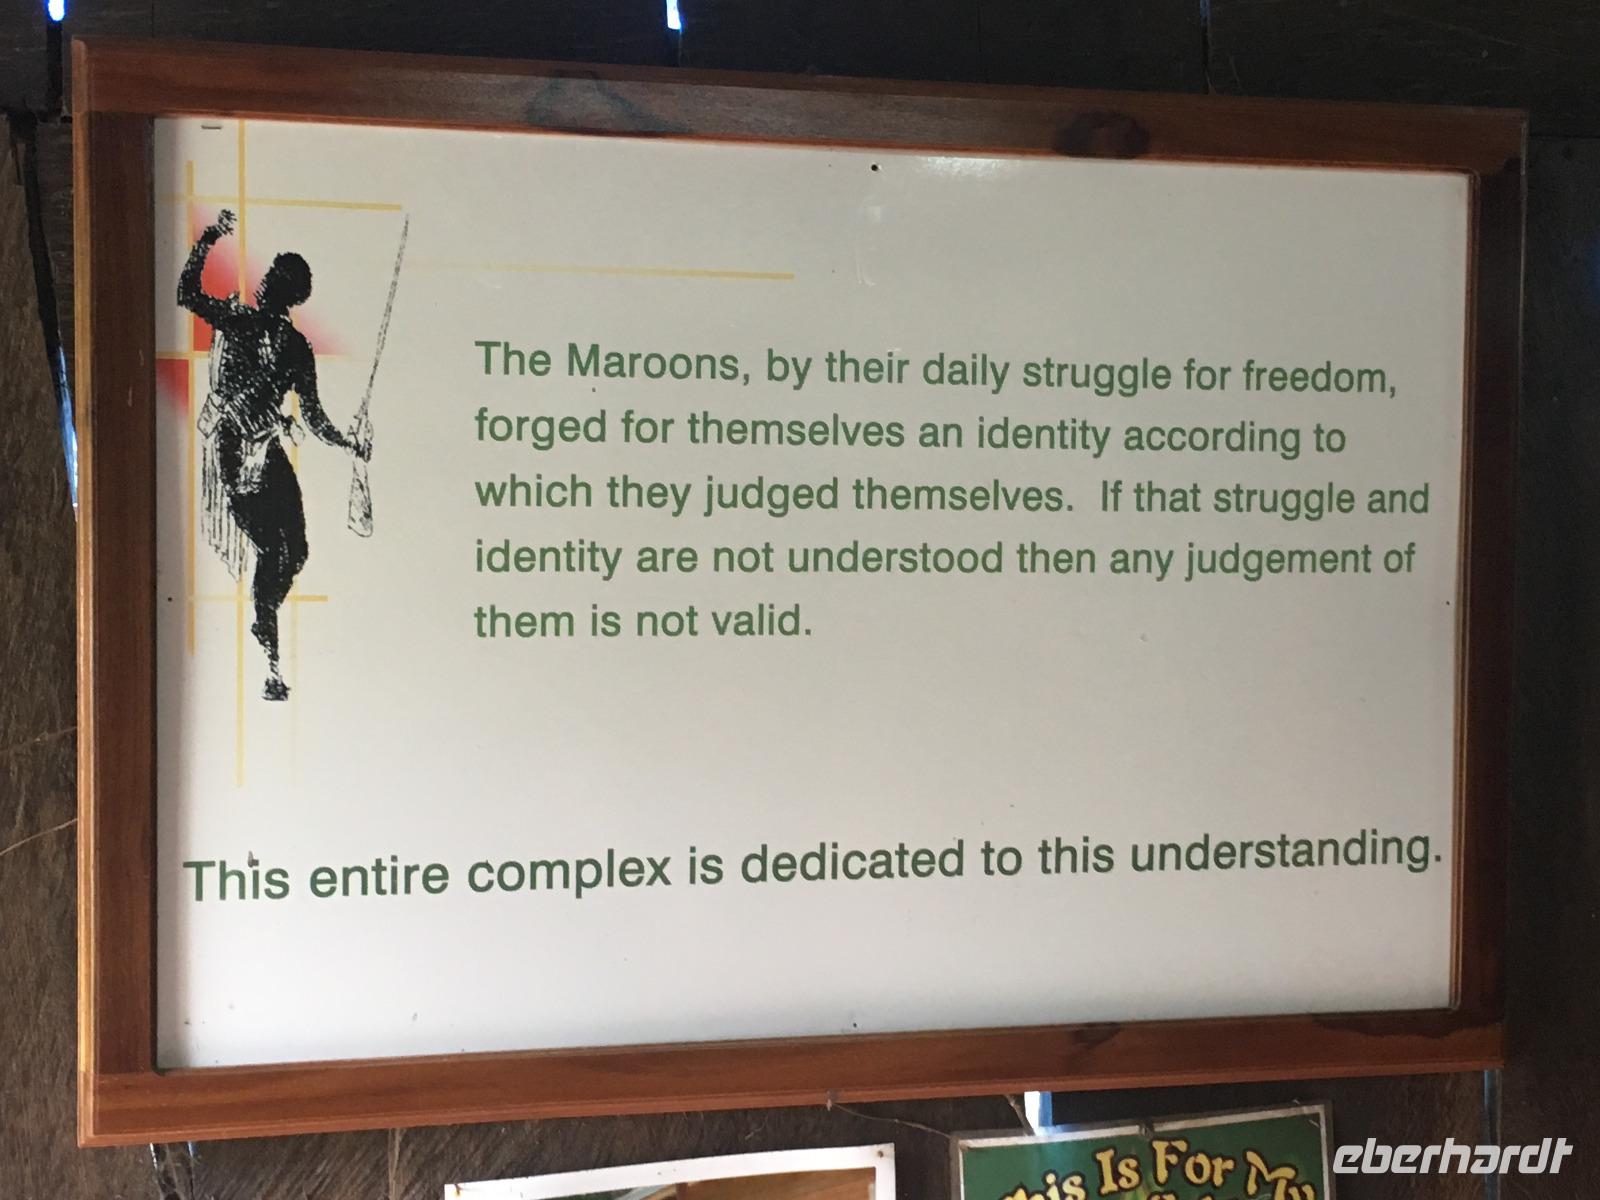 The Maroons, by their daily struggle for freedom,
forged for themselves an identity according to
which they judged themselves. If that struggle and
identity are not understood then any judgement of
them is not valid.
This entire complex is dedicated to this understanding.
This Is For My
eberhardt